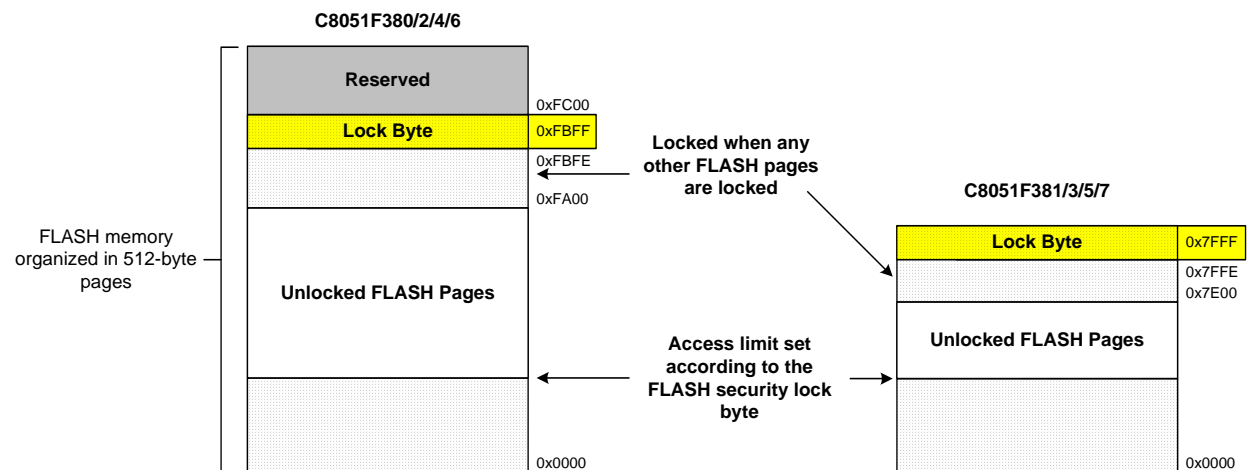 C8051F380/2/4/6
Reserved
0xFC00
Lock Byte
0xFBFF
0xFBFE
0xFA00
FLASH memory
organized in 512-byte
pages
Unlocked FLASH Pages
0x0000
Locked when any
other FLASH pages
are locked
Access limit set
according to the
FLASH security lock
byte
C8051F381/3/5/7
Lock Byte
0x7FFF
0x7FFE
0x7E00
Unlocked FLASH Pages
0x0000